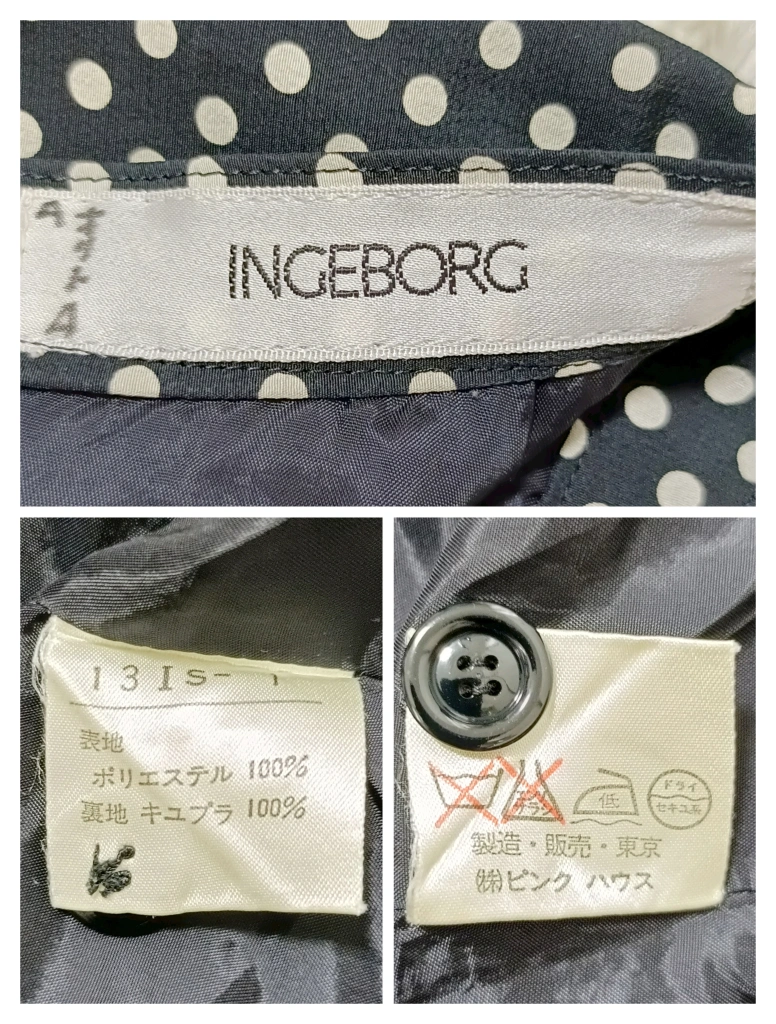 INGEBORG
13IS-
表地
ポリエステル 100%
裏地 キュプラ 100%
低
ドライ
セキユ系
製造・販売・東京
㈱ピンク ハウス